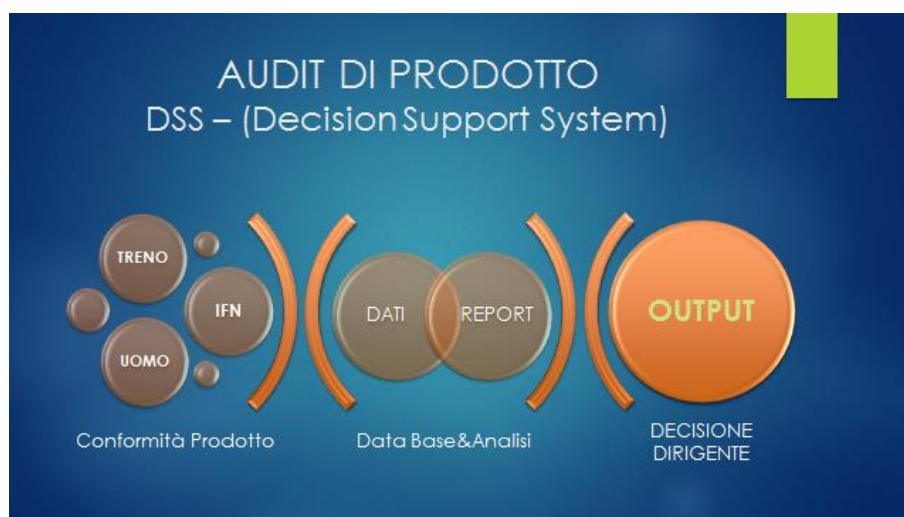 AUDIT DI PRODOTTO
DSS – (Decision Support System)
TRENO
IFN
UOMO
DATI
REPORT
OUTPUT
Conformità Prodotto
Data Base&Analisi
DECISIONE
DIRIGENTE